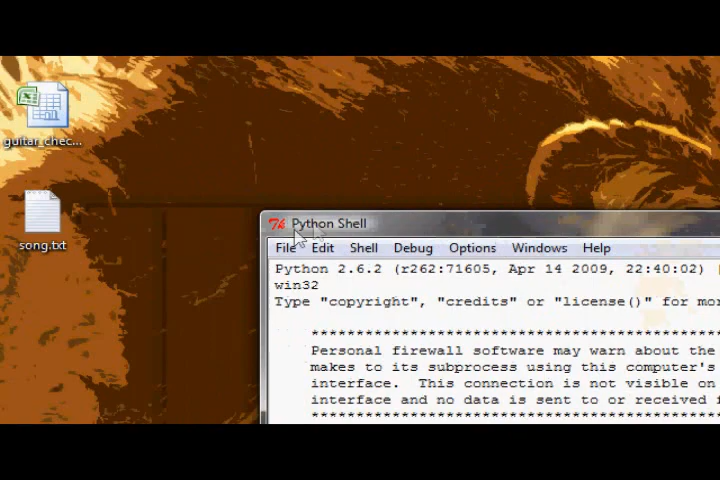 guitar_chec...
song.txt
Python Shell
File Edit Shell Debug Options Windows Help
Python 2.6.2 (r262:71605, Apr 14 2009, 22:40:02)
win32
Type "copyright", "credits" or "license()" for mor
****************************************************
Personal firewall software may warn about the
makes to its subprocess using this computer's
interface. This connection is not visible on
interface and no data is sent to or received f
****************************************************